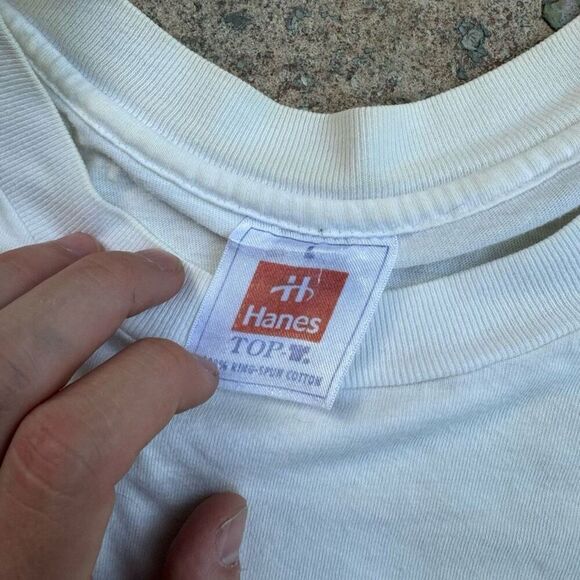 L
H
Hanes
TOP-T.
100% RING-SPUN COTTON